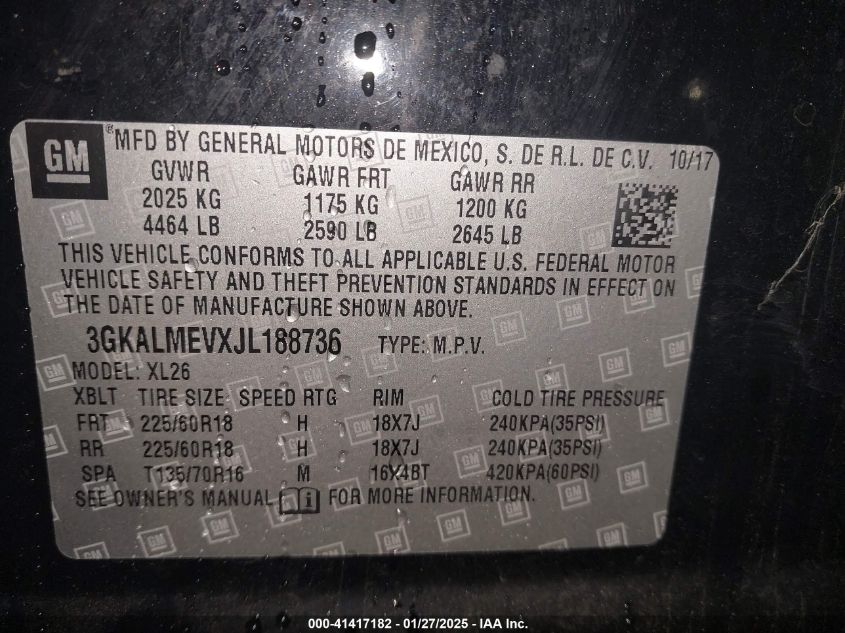 GM ® MFD BY GENERAL MOTORS DE MEXICO, S. DE R.L. DE C.V. 10/17
GVWR GAWR FRT GAWR RR
2025 KG 1175 KG 1200 KG
4464 LB 2590 LB 2645 LB
THIS VEHICLE CONFORMS TO ALL APPLICABLE U.S. FEDERAL MOTOR
VEHICLE SAFETY AND THEFT PREVENTION STANDARDS IN EFFECT ON
THE DATE OF MANUFACTURE SHOWN ABOVE.
3GKALMEVXJL188736 TYPE: M.P.V.
MODEL: XL26
XBLT TIRE SIZE SPEED RTG RIM COLD TIRE PRESSURE
FRT 225/60R18 H 18X7J 240KPA(35PSI)
RR 225/60R18 H 18X7J 240KPA(35PSI)
SPA T135/70R16 M 16X4BT 420KPA(60PSI)
SEE OWNER'S MANUAL FOR MORE INFORMATION.
000-41417182 - 01/27/2025 - IAA Inc.